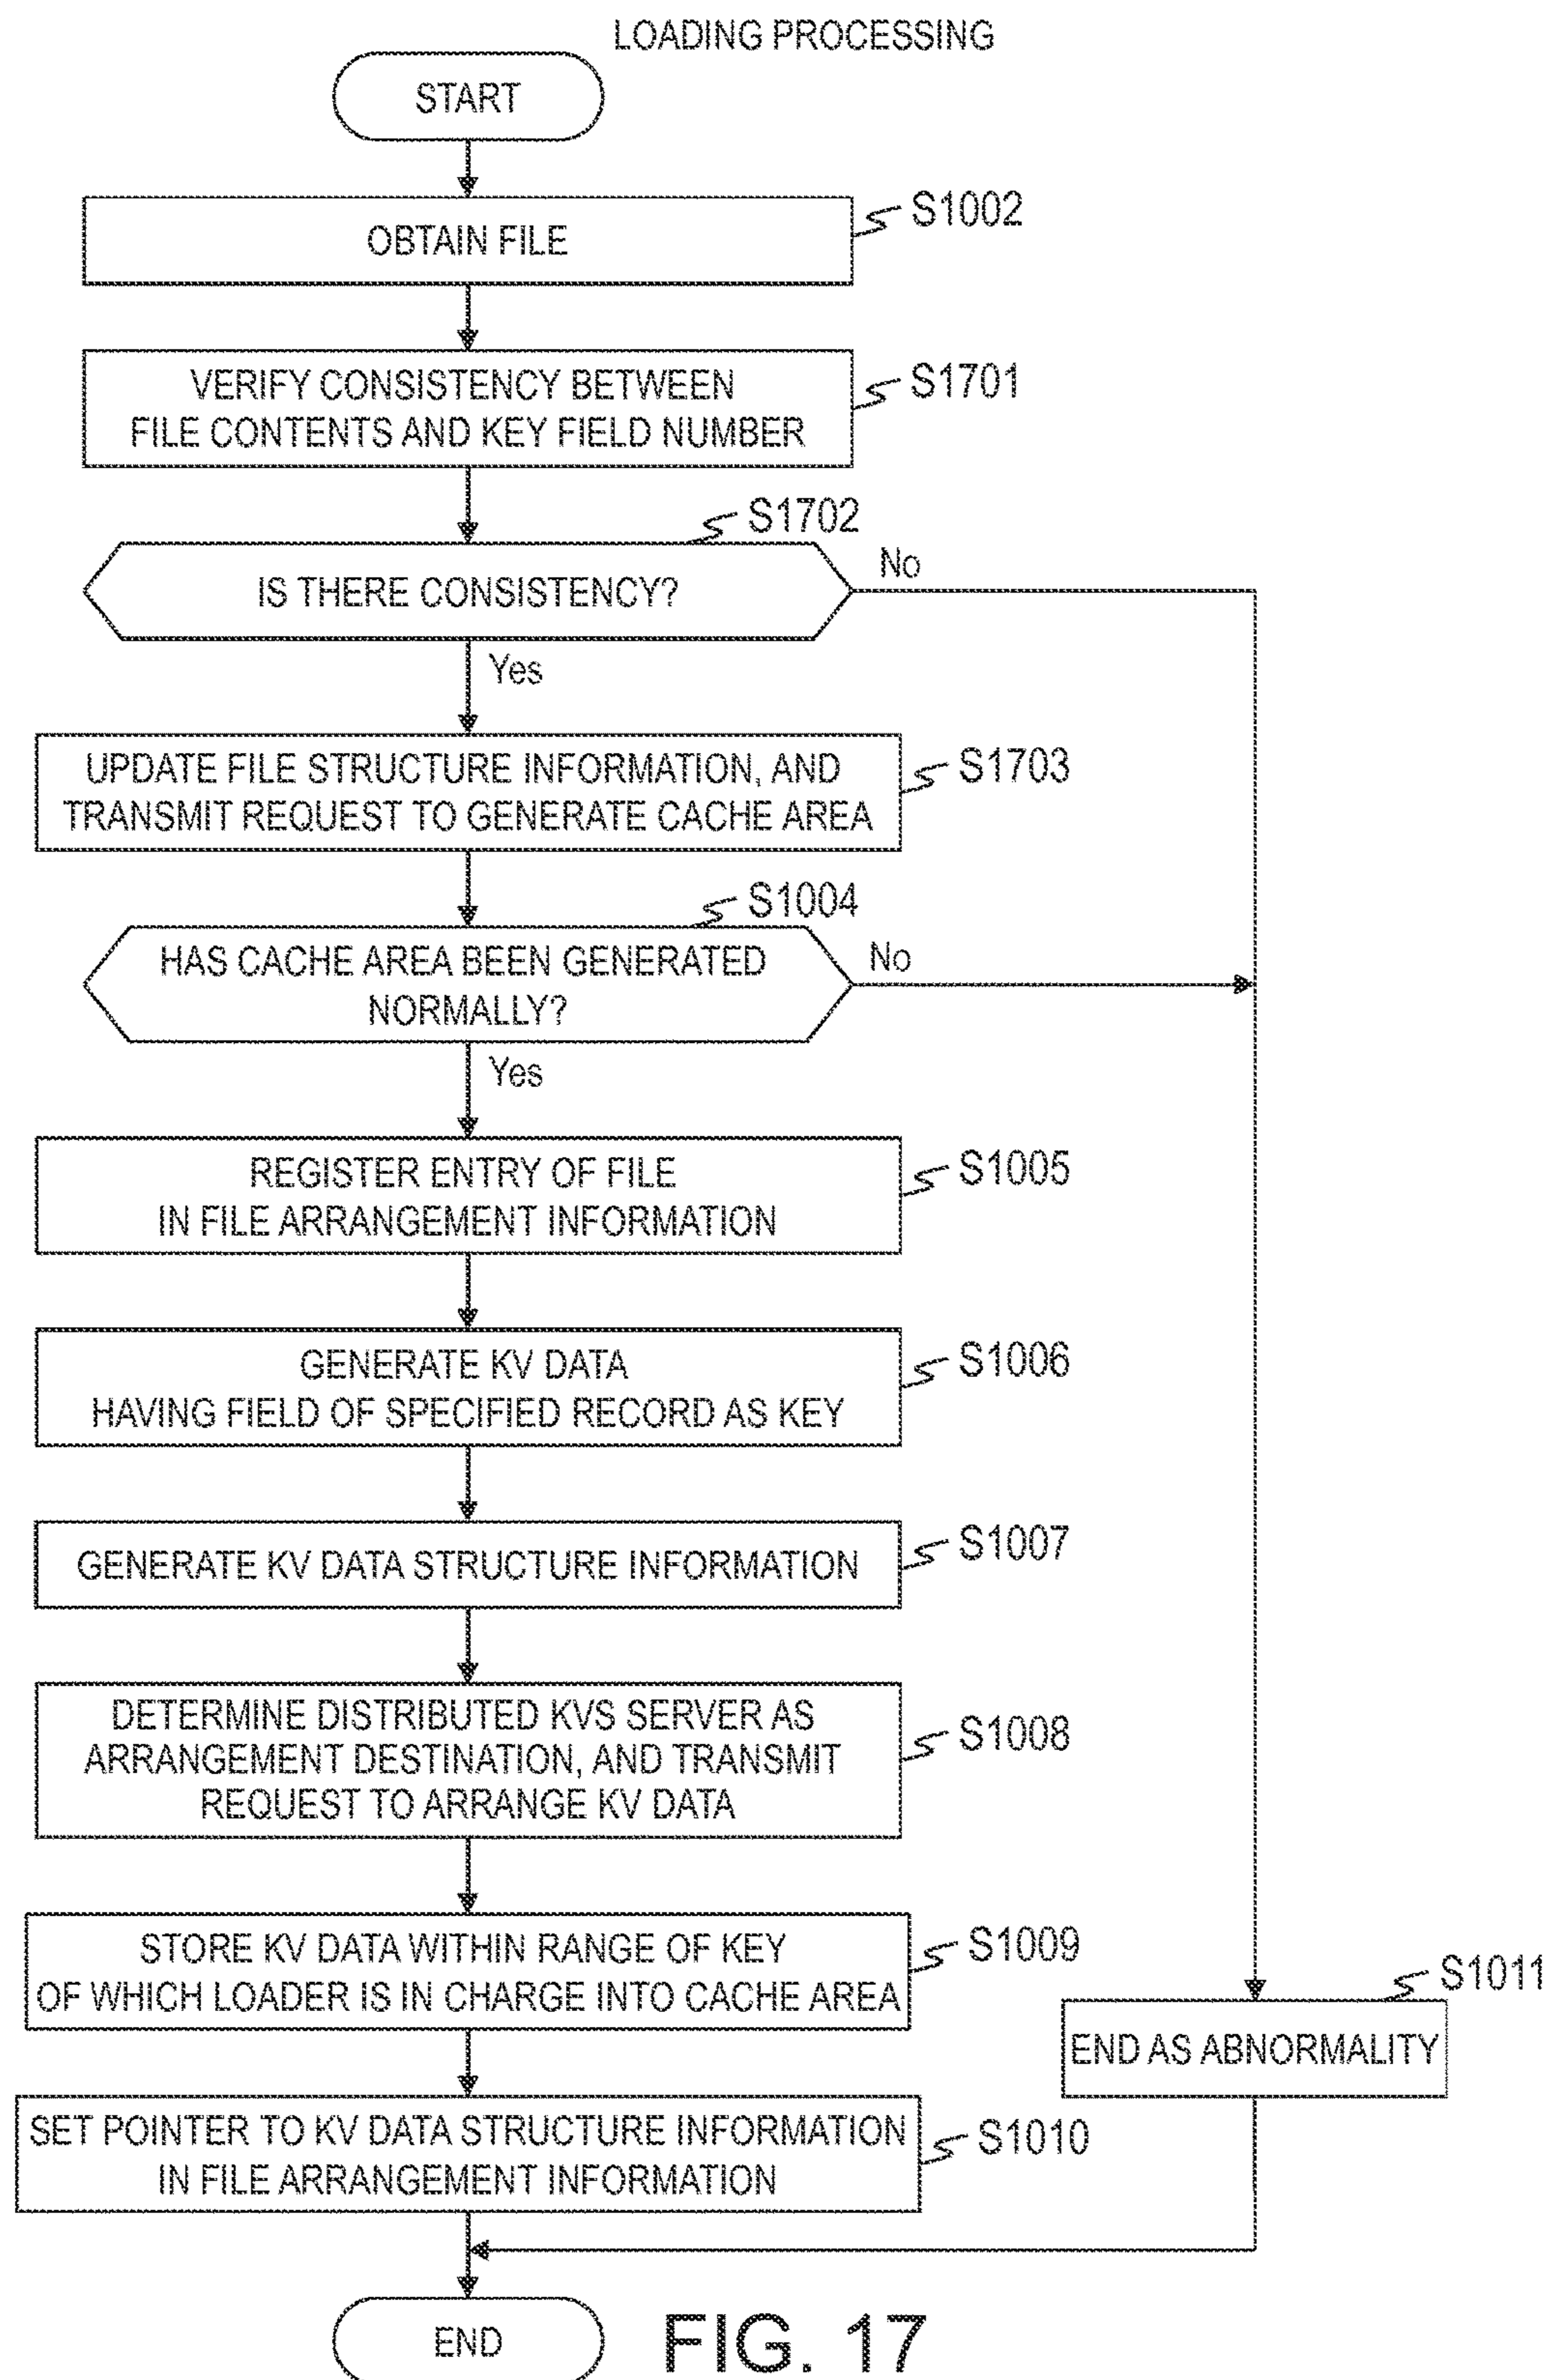 LOADING PROCESSING
START
OBTAIN FILE
S1002
VERIFY CONSISTENCY BETWEEN
FILE CONTENTS AND KEY FIELD NUMBER
S1701
S1702
IS THERE CONSISTENCY?
No
Yes
UPDATE FILE STRUCTURE INFORMATION, AND
TRANSMIT REQUEST TO GENERATE CACHE AREA
S1703
S1004
HAS CACHE AREA BEEN GENERATED
NORMALLY?
No
Yes
REGISTER ENTRY OF FILE
IN FILE ARRANGEMENT INFORMATION
S1005
GENERATE KV DATA
HAVING FIELD OF SPECIFIED RECORD AS KEY
S1006
GENERATE KV DATA STRUCTURE INFORMATION
S1007
DETERMINE DISTRIBUTED KVS SERVER AS
ARRANGEMENT DESTINATION, AND TRANSMIT
REQUEST TO ARRANGE KV DATA
S1008
STORE KV DATA WITHIN RANGE OF KEY
OF WHICH LOADER IS IN CHARGE INTO CACHE AREA
S1009
S1011
END AS ABNORMALITY
SET POINTER TO KV DATA STRUCTURE INFORMATION
IN FILE ARRANGEMENT INFORMATION
S1010
END
FIG. 17